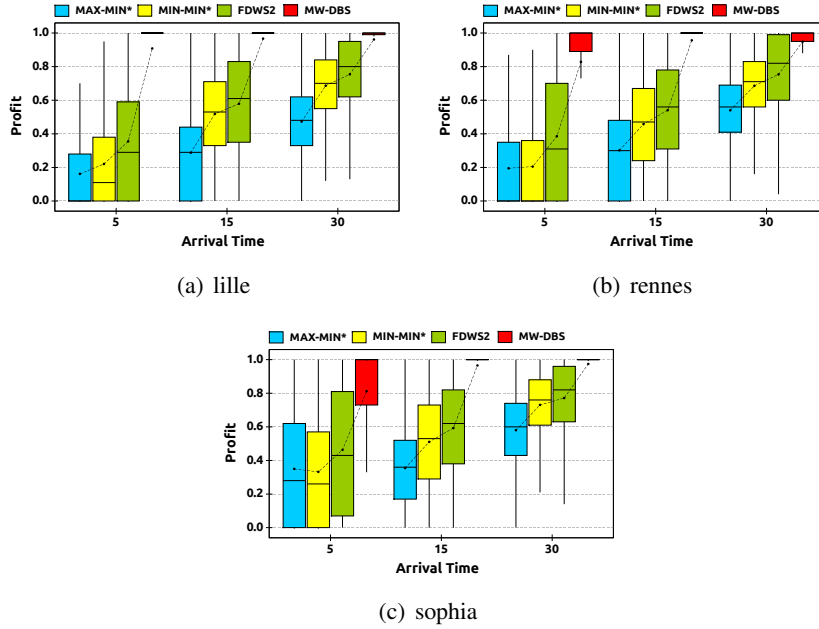 MAX-MIN* MIN-MIN* FDWS2 MW-DBS
1.0
0.8
0.6
0.4
0.2
0.0
Profit
5 15 30
Arrival Time
(a) lille
MAX-MIN* MIN-MIN* FDWS2 MW-DBS
1.0
0.8
0.6
0.4
0.2
0.0
Profit
5 15 30
Arrival Time
(b) rennes
MAX-MIN* MIN-MIN* FDWS2 MW-DBS
1.0
0.8
0.6
0.4
0.2
0.0
Profit
5 15 30
Arrival Time
(c) sophia